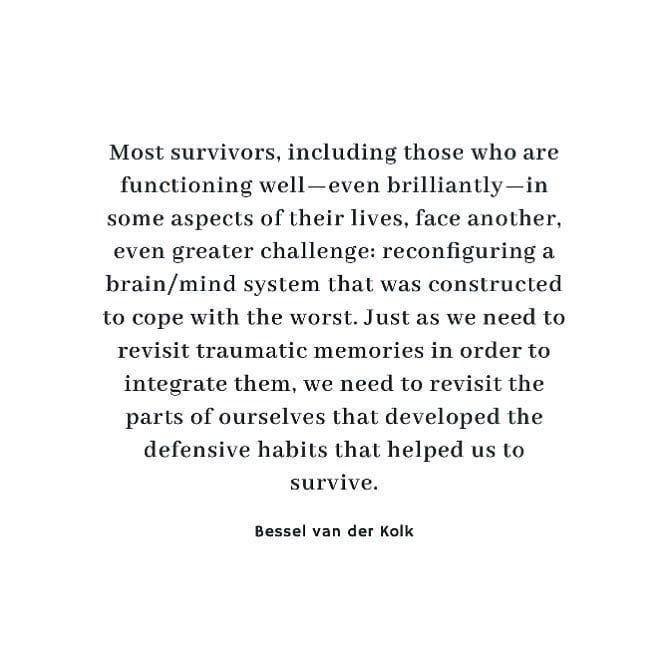 Most survivors, including those who are
functioning well—even brilliantly—in
some aspects of their lives, face another,
even greater challenge: reconfiguring a
brain/mind system that was constructed
to cope with the worst. Just as we need to
revisit traumatic memories in order to
integrate them, we need to revisit the
parts of ourselves that developed the
defensive habits that helped us to
survive.
Bessel van der Kolk